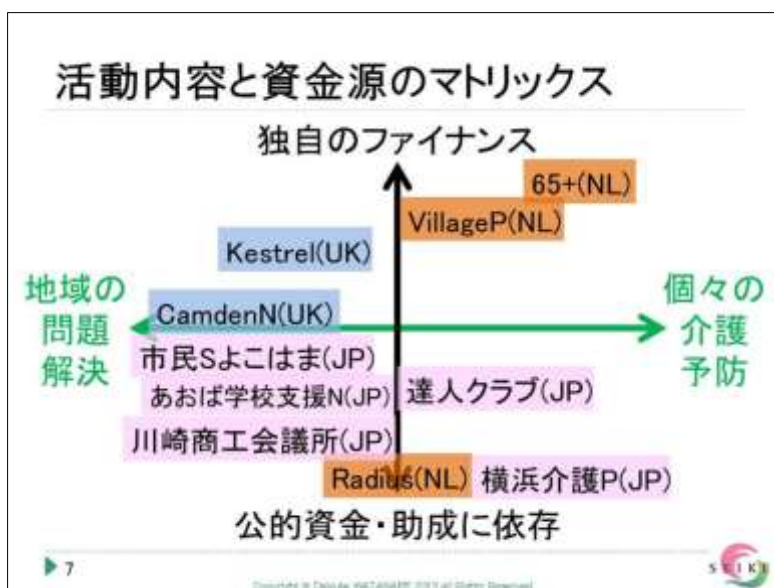 活動内容と資金源のマトリックス
独自のファイナンス
65+(NL)
VillageP(NL)
Kestrel(UK)
地域の
問題
解決
個々の
介護
予防
CamdenN(UK)
市民Sよこはま(JP)
あおば学校支援N(JP)
達人クラブ(JP)
川崎商工会議所(JP)
Radius(NL)
横浜介護P(JP)
公的資金・助成に依存
7